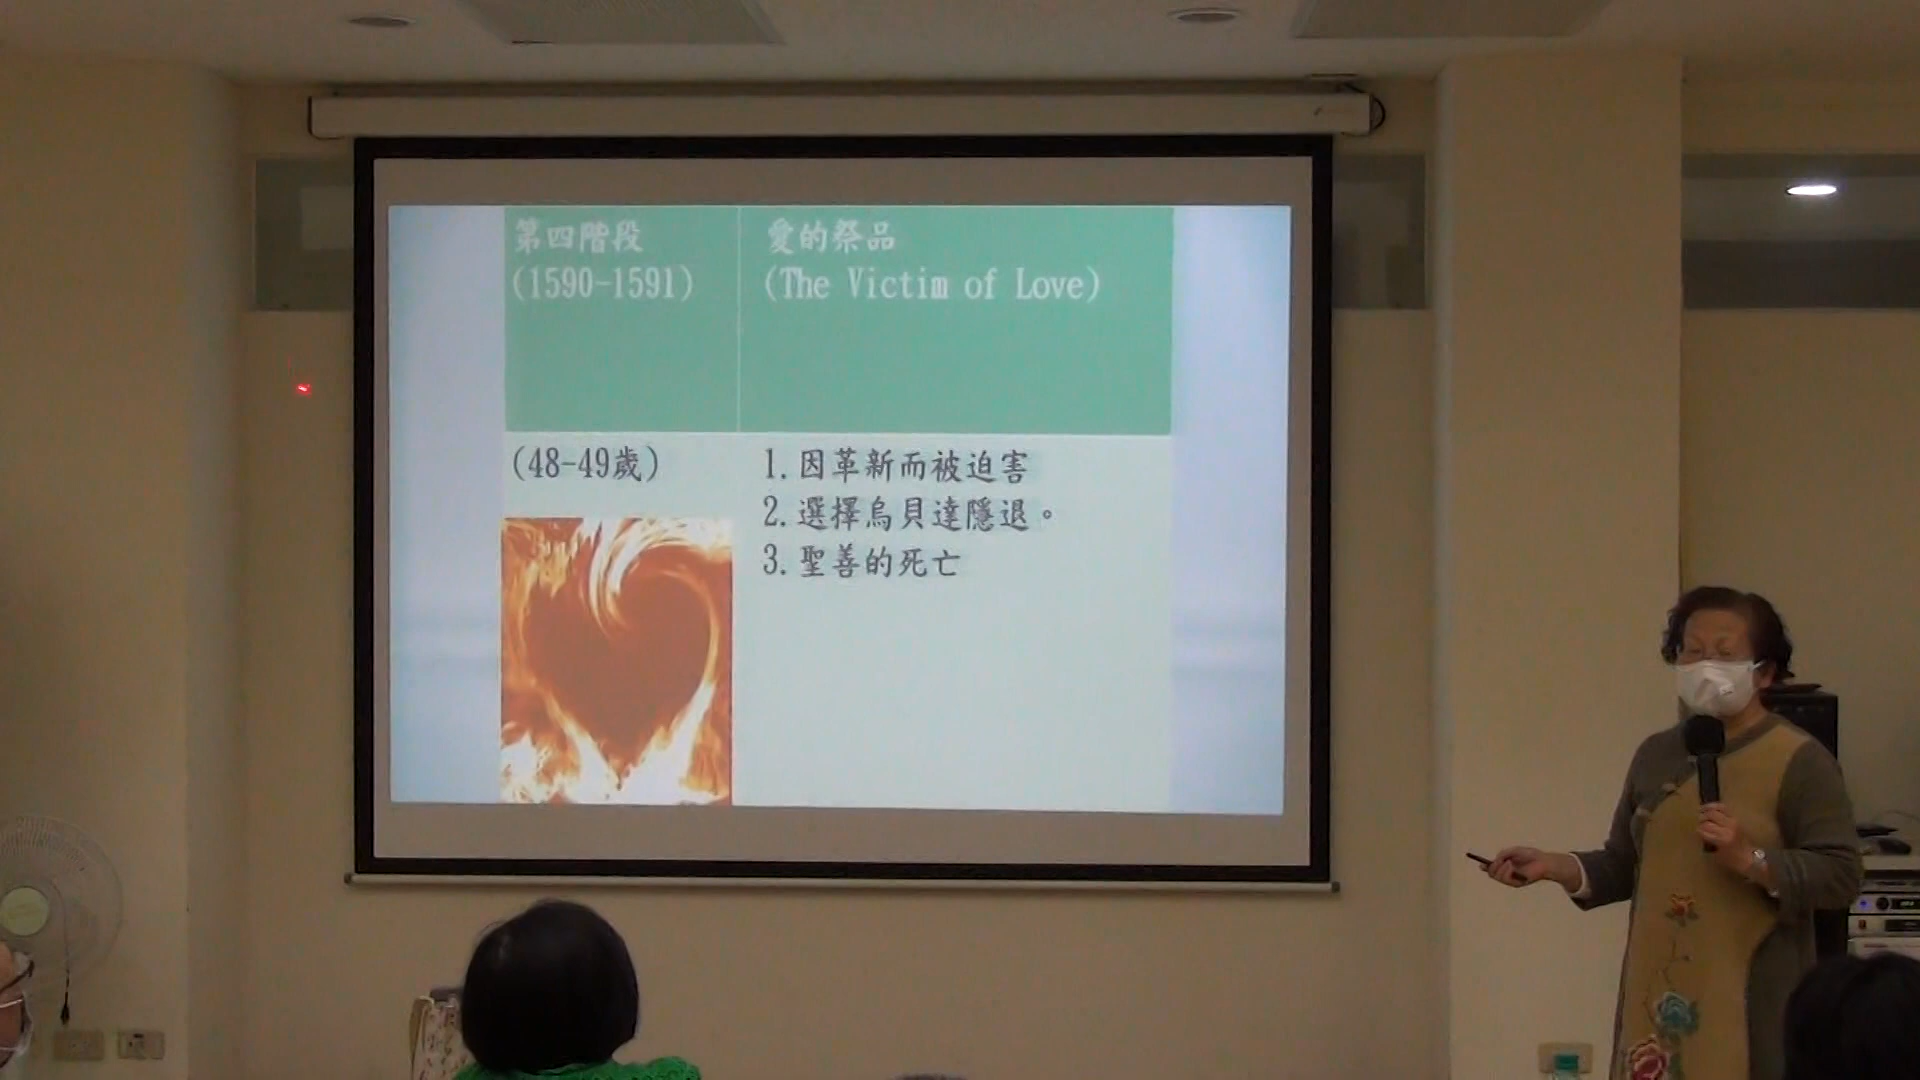 第四階段
(1590-1591)
愛的祭品
(The Victim of Love)
(48-49歲)
1.因革新而被迫害
2.選擇烏貝達隱退。
3.聖善的死亡